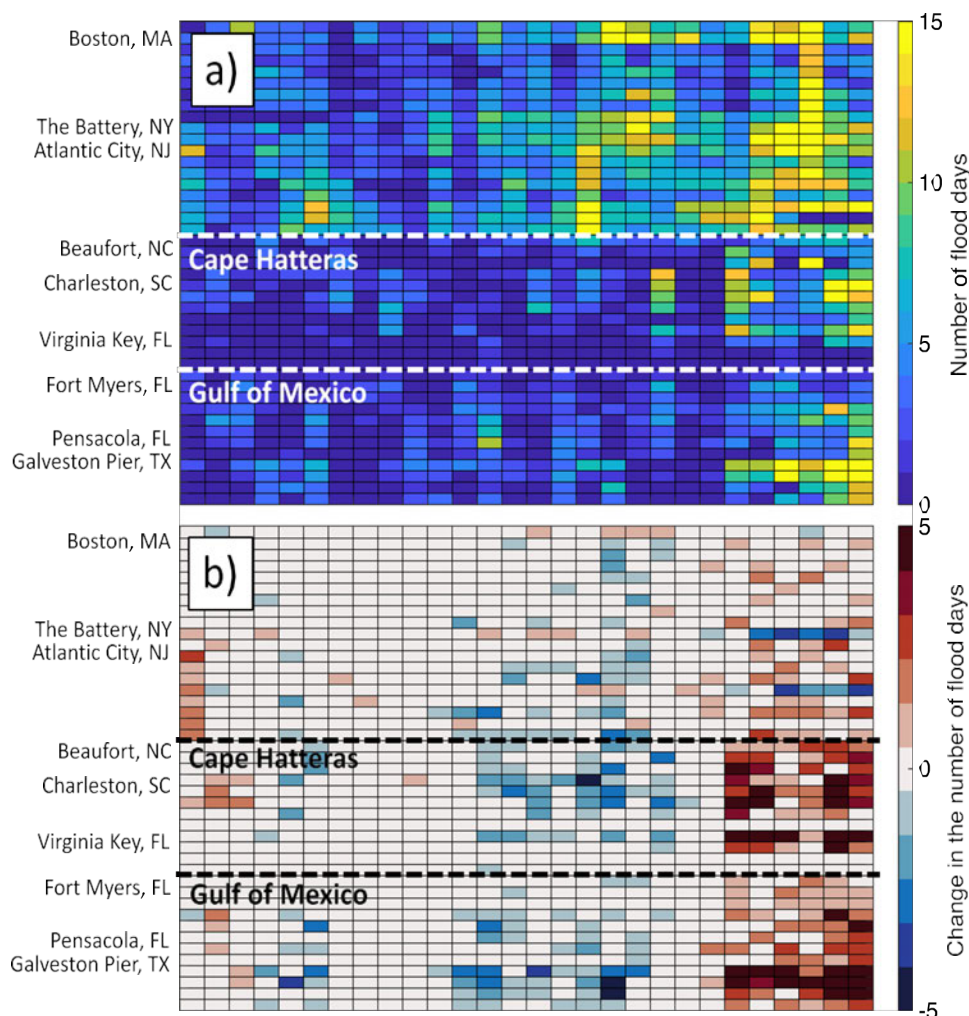 a)
Boston, MA
The Battery, NY
Atlantic City, NJ
Beaufort, NC
Cape Hatteras
Charleston, SC
Virginia Key, FL
Fort Myers, FL
Gulf of Mexico
Pensacola, FL
Galveston Pier, TX
15
10
5
0
Number of flood days
b)
Boston, MA
The Battery, NY
Atlantic City, NJ
Beaufort, NC
Cape Hatteras
Charleston, SC
Virginia Key, FL
Fort Myers, FL
Gulf of Mexico
Pensacola, FL
Galveston Pier, TX
5
0
-5
Change in the number of flood days